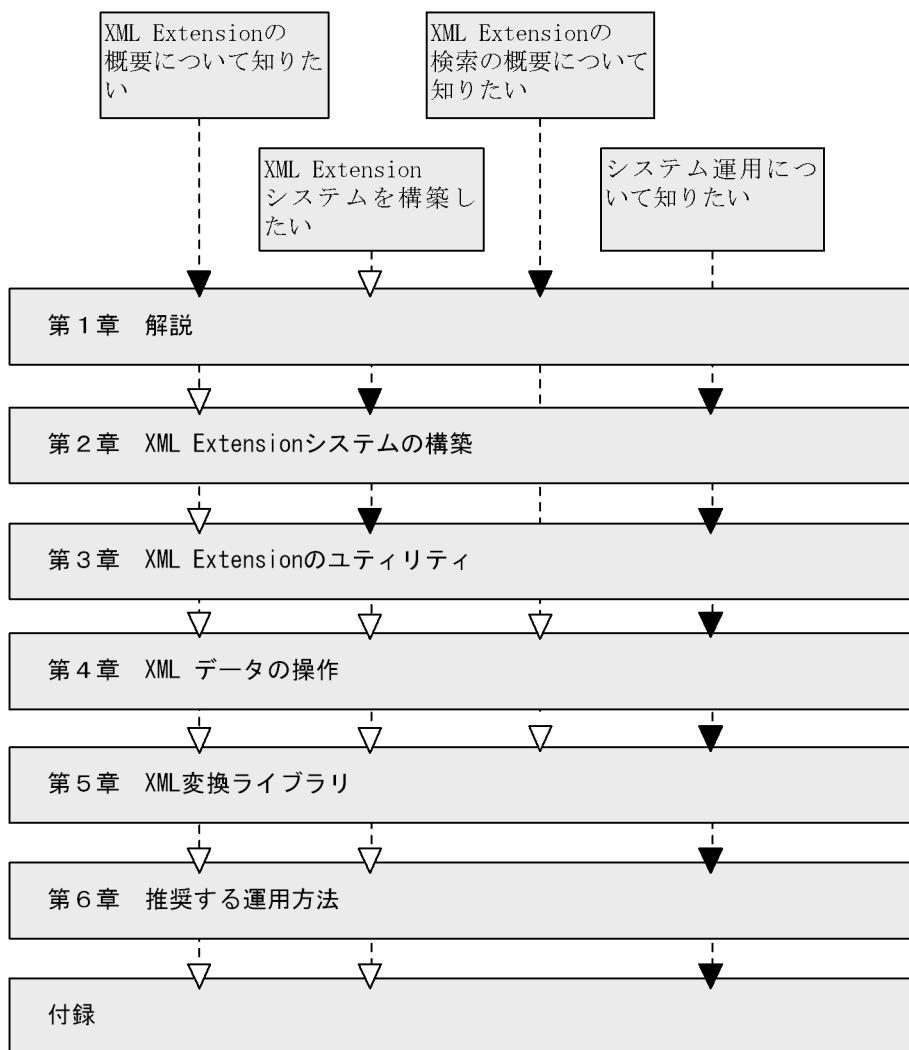 XML Extensionの
概要について知りた
い
XML Extensionの
検索の概要について
知りたい
XML Extension
システムを構築し
たい
システム運用につ
いて知りたい
第１章　解説
第２章　XML Extensionシステムの構築
第３章　XML Extensionのユティリティ
第４章　XML データの操作
第５章　XML変換ライブラリ
第６章　推奨する運用方法
付録